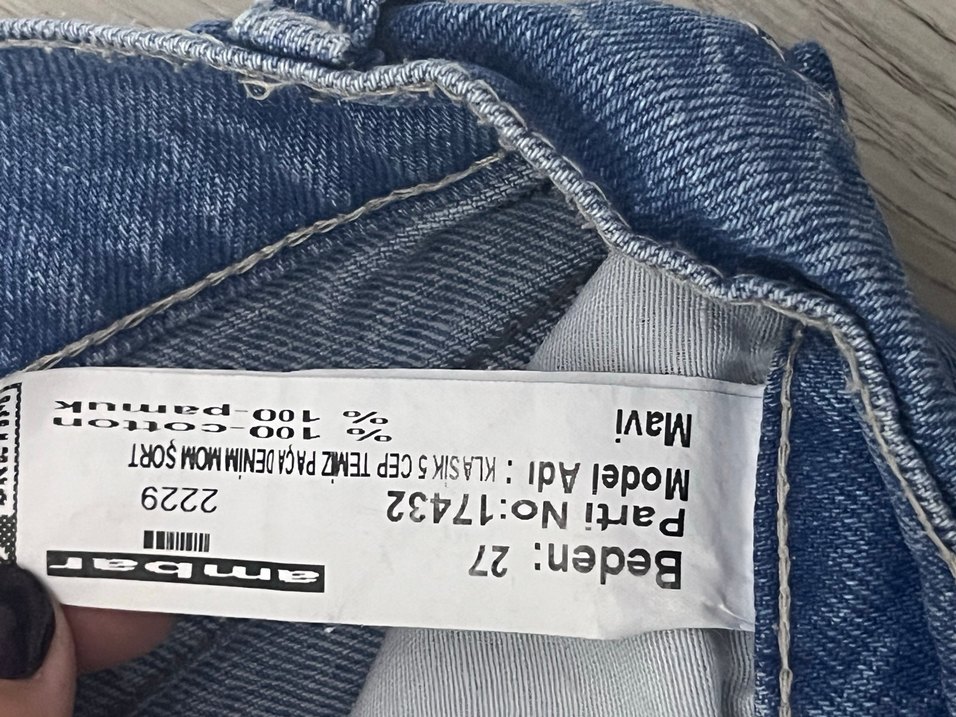 Beden: 27
ambar
Parti No:17432
2229
Model Adı : KLASİK 5 CEP TEMİZ PAÇA DENİM MOM ŞORT
Mavi
% 100-cotton
% 100-pamuk